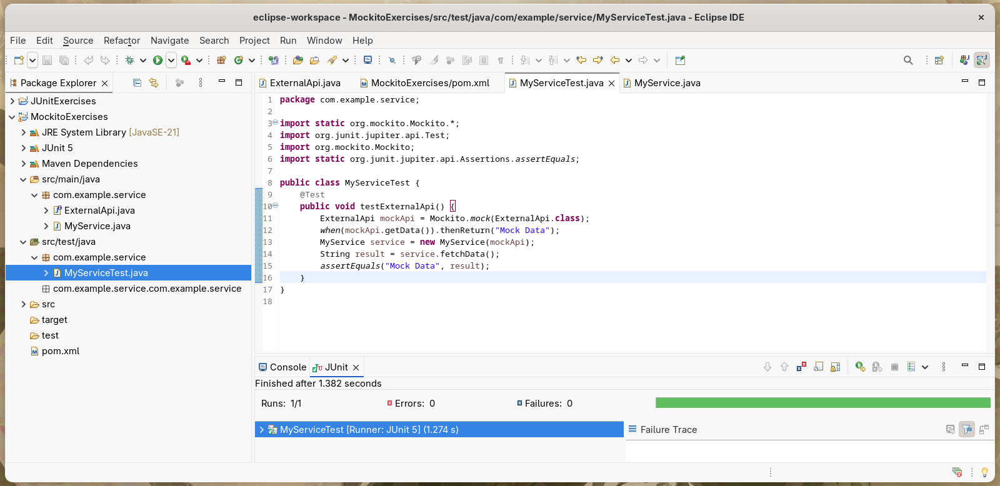 eclipse-workspace - MockitoExercises/src/test/java/com/example/service/MyServiceTest.java - Eclipse IDE
File Edit Source Refactor Navigate Search Project Run Window Help
Package Explorer
JUnitExercises
MockitoExercises
JRE System Library [JavaSE-21]
JUnit 5
Maven Dependencies
src/main/java
com.example.service
ExternalApi.java
MyService.java
src/test/java
com.example.service
MyServiceTest.java
com.example.service.com.example.service
src
target
test
pom.xml
ExternalApi.java MockitoExercises/pom.xml MyServiceTest.java MyService.java
1 package com.example.service;
2
3 import static org.mockito.Mockito.*;
4 import org.junit.jupiter.api.Test;
5 import org.mockito.Mockito;
6 import static org.junit.jupiter.api.Assertions.assertEquals;
7
8 public class MyServiceTest {
9     @Test
10     public void testExternalApi() {
11         ExternalApi mockApi = Mockito.mock(ExternalApi.class);
12         when(mockApi.getData()).thenReturn("Mock Data");
13         MyService service = new MyService(mockApi);
14         String result = service.fetchData();
15         assertEquals("Mock Data", result);
16     }
17 }
18
Console JUnit
Finished after 1.382 seconds
Runs: 1/1 Errors: 0 Failures: 0
MyServiceTest [Runner: JUnit 5] (1.274 s)
Failure Trace